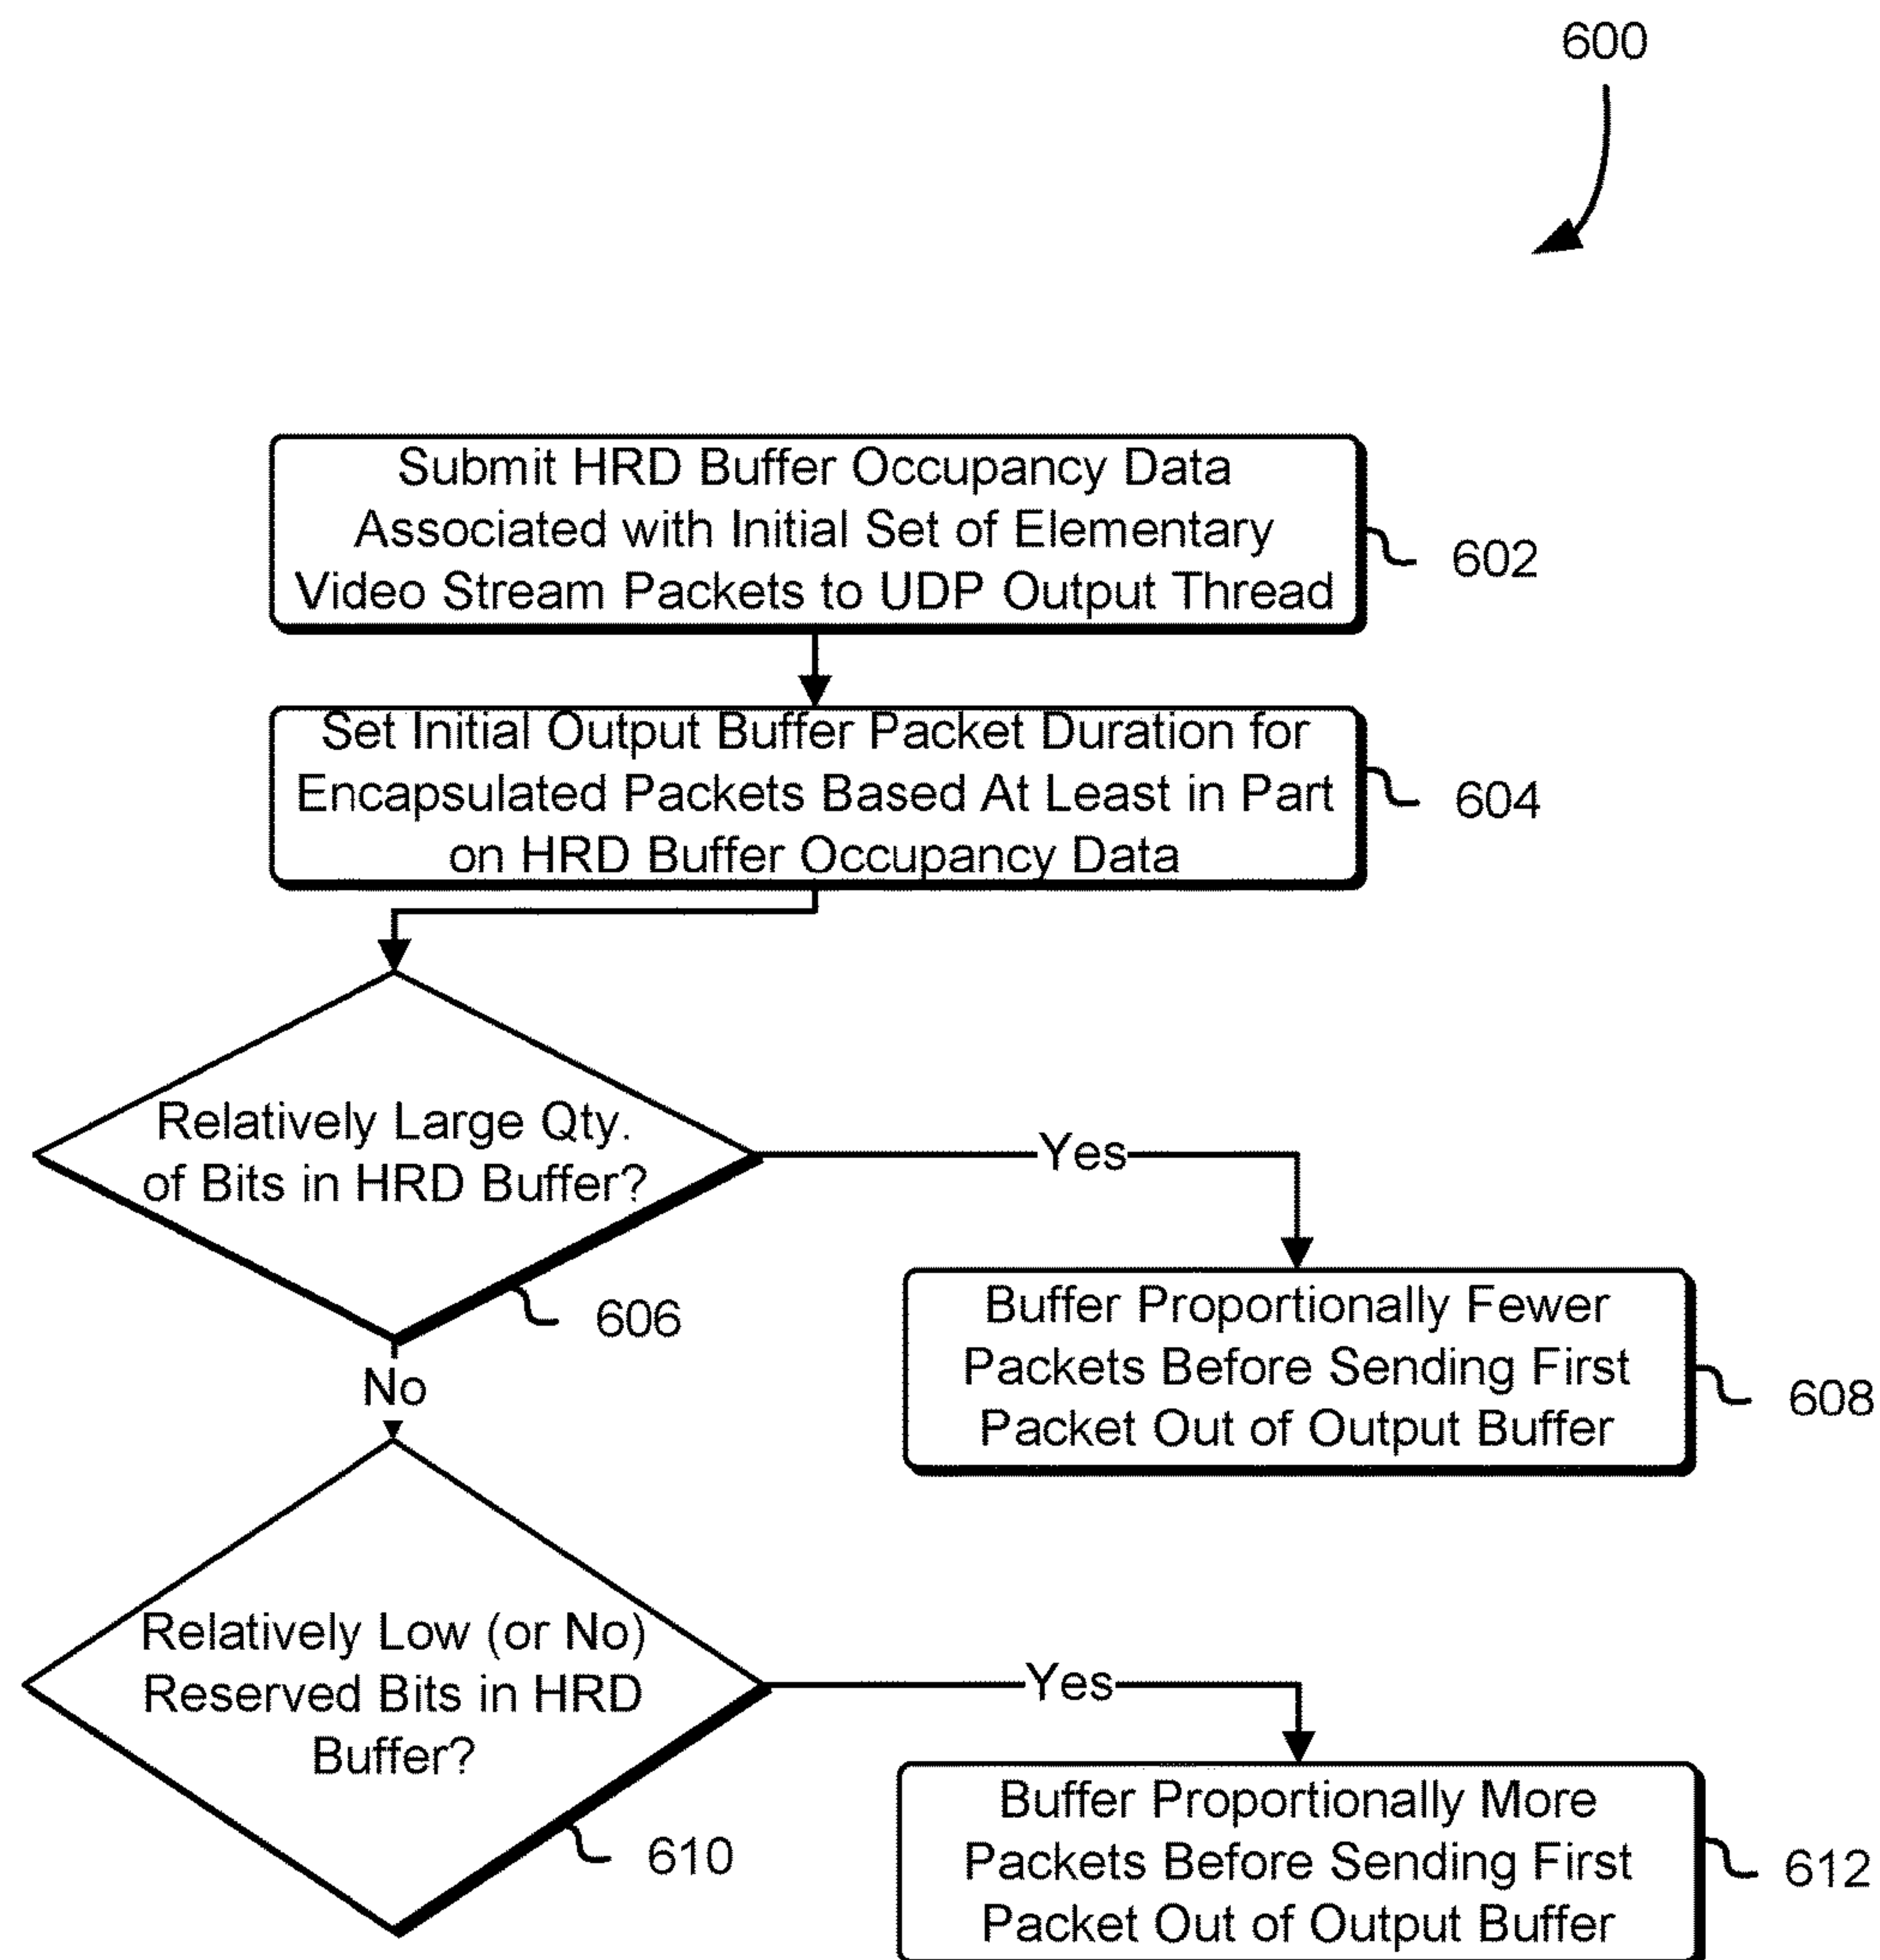 600
Submit HRD Buffer Occupancy Data
Associated with Initial Set of Elementary
Video Stream Packets to UDP Output Thread
602
Set Initial Output Buffer Packet Duration for
Encapsulated Packets Based At Least in Part
on HRD Buffer Occupancy Data
604
Relatively Large Qty.
of Bits in HRD Buffer?
606
Yes
Buffer Proportionally Fewer
Packets Before Sending First
Packet Out of Output Buffer
608
No
Relatively Low (or No)
Reserved Bits in HRD
Buffer?
610
Yes
Buffer Proportionally More
Packets Before Sending First
Packet Out of Output Buffer
612